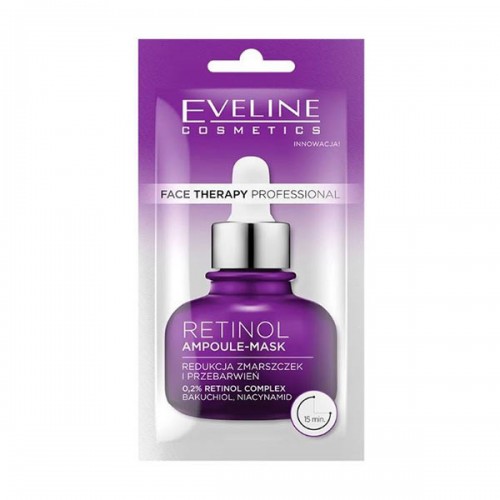 EVELINE
COSMETICS
INNOWACJA!
FACE THERAPY PROFESSIONAL
RETINOL
AMPOULE-MASK
REDUKCJA ZMARSZCZEK
I PRZEBARWIEŃ
0,2% RETINOL COMPLEX
BAKUCHIOL, NIACYNAMID
15 min.